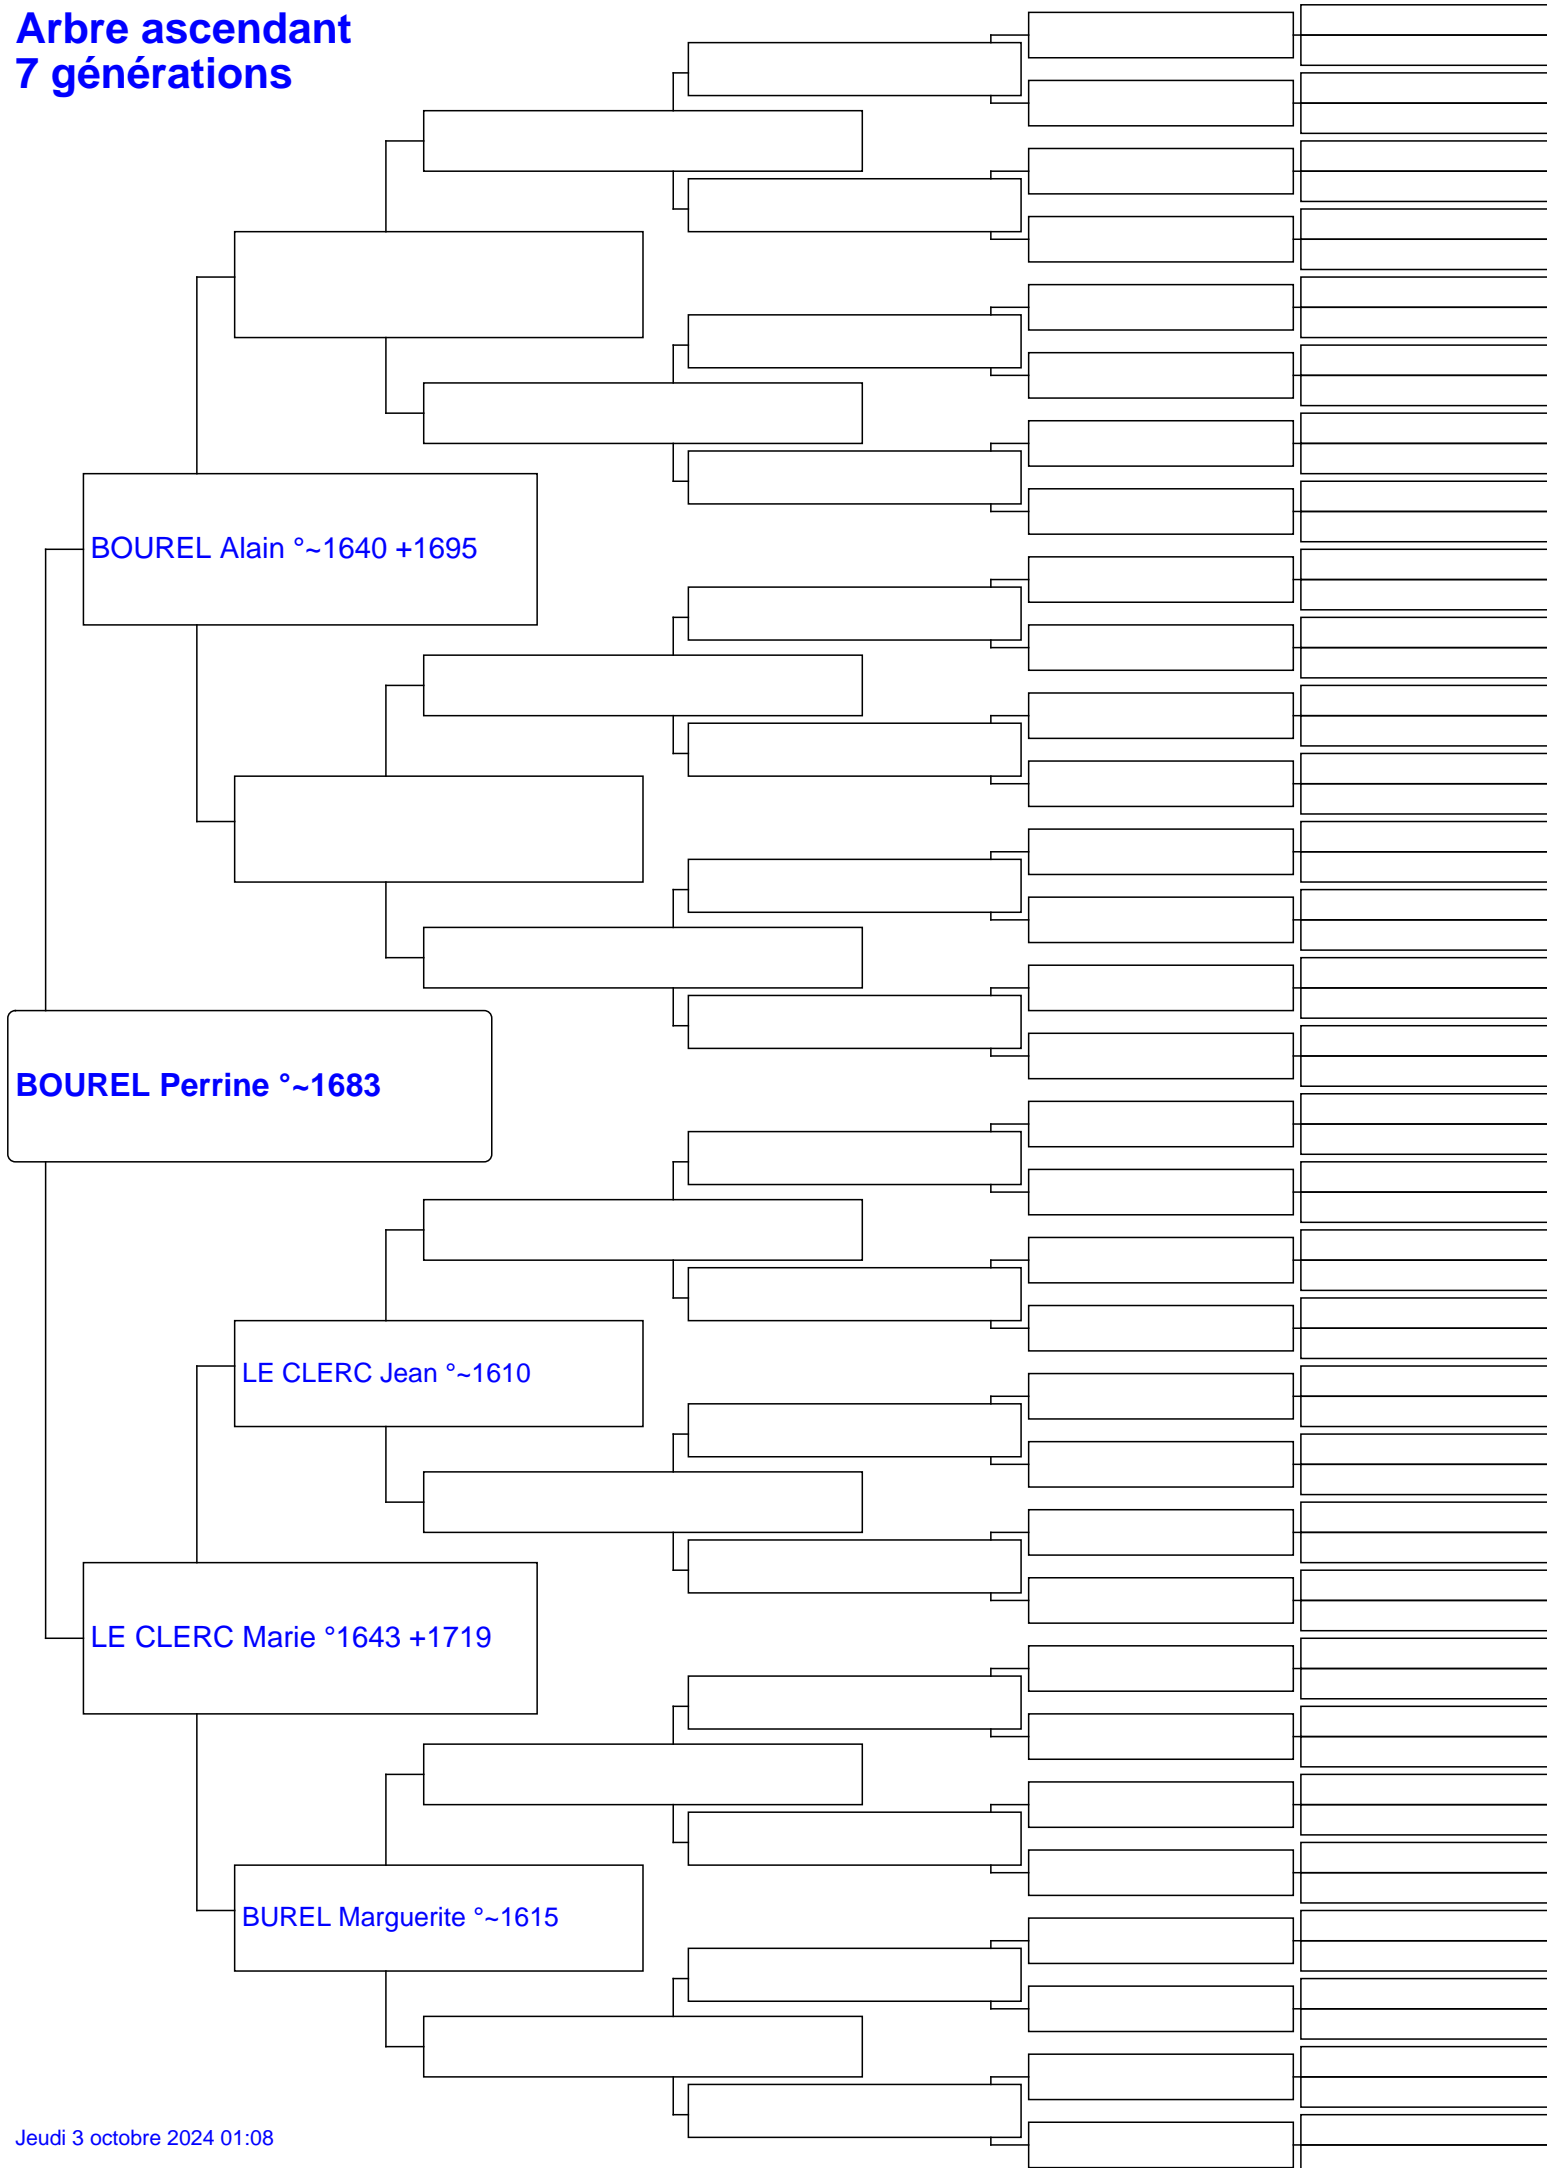 Arbre ascendant
7 générations
BOUREL Alain °~1640 +1695
BOUREL Perrine °~1683
LE CLERC Jean °~1610
LE CLERC Marie °1643 +1719
BUREL Marguerite °~1615
Jeudi 3 octobre 2024 01:08